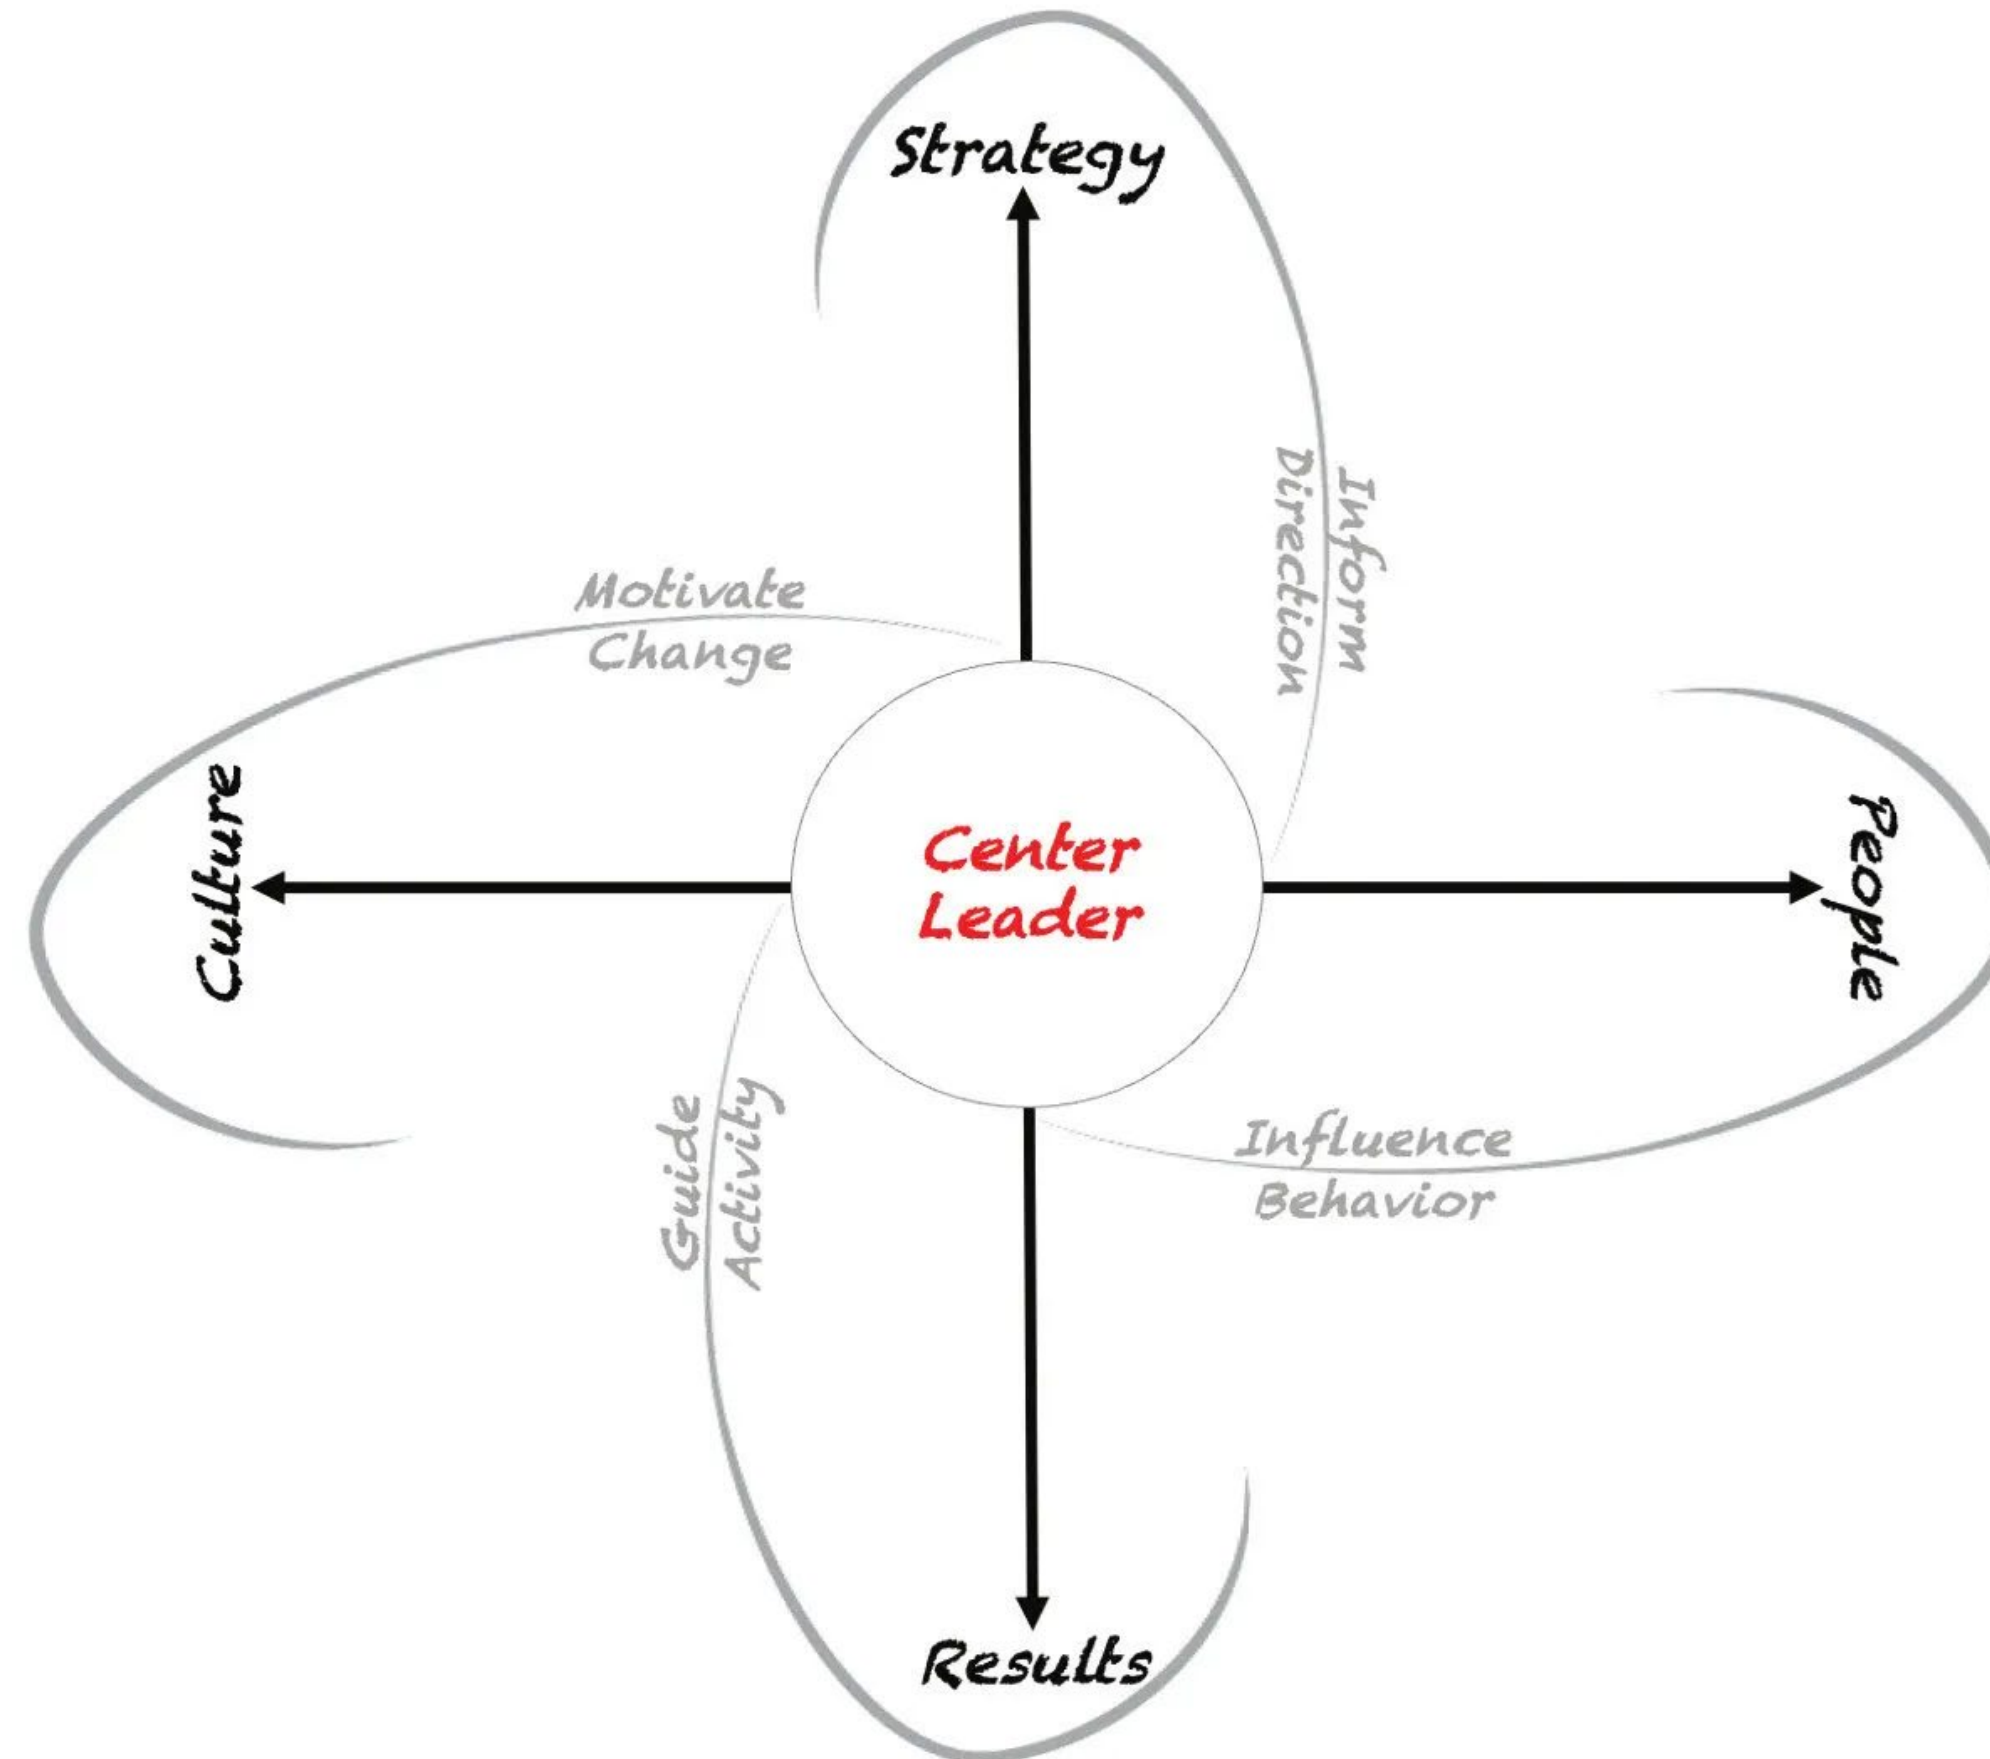 Strategy
Inform
Direction
Motivate
Change
Culture
Center
Leader
People
Guide
Activity
Influence
Behavior
Results